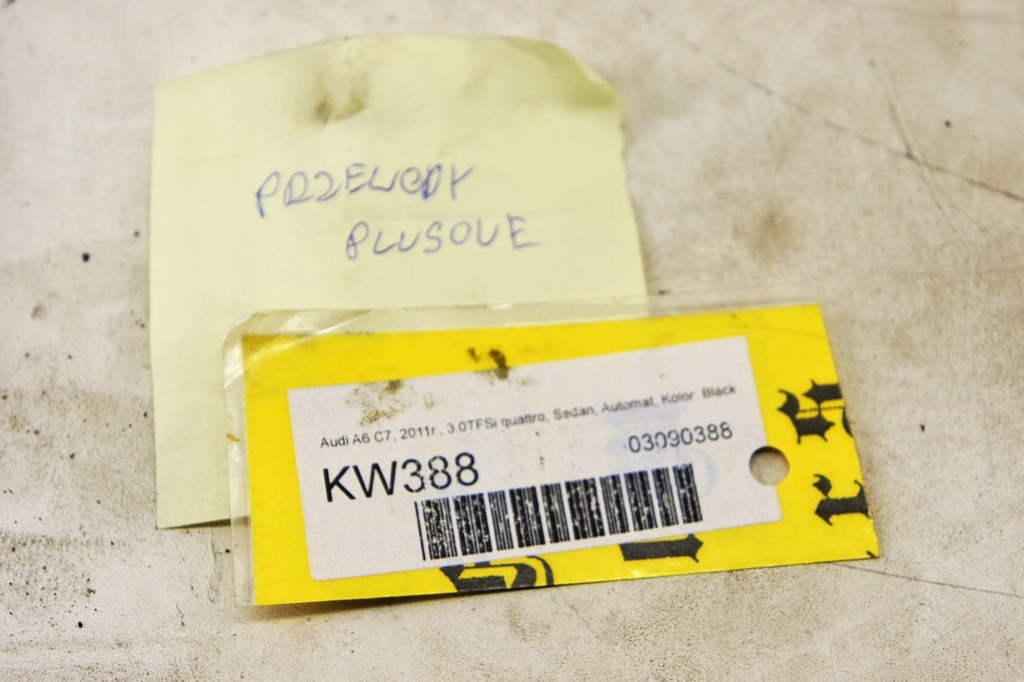 PRZEWODY
PLUSOWE
Audi A6 C7, 2011r., 3.0TFSi quattro, Sedan, Automat, Kolor: Black
03090388
KW388